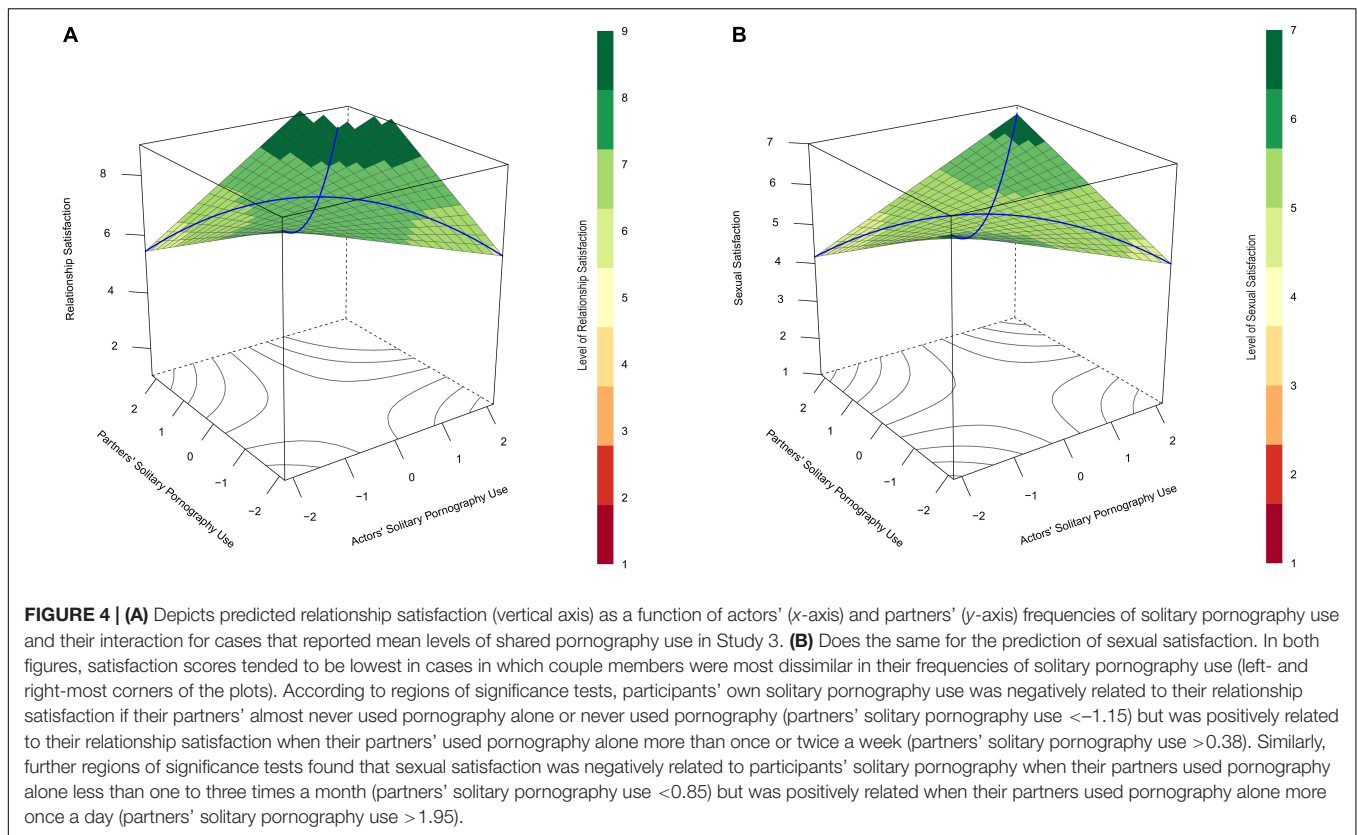 A
9
8
7
6
5
4
3
2
1
Level of Relationship Satisfaction
8
6
4
2
Relationship Satisfaction
2
1
0
−1
−2
Partners' Solitary Pornography Use
−2
−1
0
1
2
Actors' Solitary Pornography Use
B
7
6
5
4
3
2
1
Level of Sexual Satisfaction
7
6
5
4
3
2
1
Sexual Satisfaction
2
1
0
−1
−2
Partners' Solitary Pornography Use
−2
−1
0
1
2
Actors' Solitary Pornography Use
FIGURE 4 | (A) Depicts predicted relationship satisfaction (vertical axis) as a function of actors' (x-axis) and partners' (y-axis) frequencies of solitary pornography use
and their interaction for cases that reported mean levels of shared pornography use in Study 3. (B) Does the same for the prediction of sexual satisfaction. In both
figures, satisfaction scores tended to be lowest in cases in which couple members were most dissimilar in their frequencies of solitary pornography use (left- and
right-most corners of the plots). According to regions of significance tests, participants' own solitary pornography use was negatively related to their relationship
satisfaction if their partners' almost never used pornography alone or never used pornography (partners' solitary pornography use <–1.15) but was positively related
to their relationship satisfaction when their partners' used pornography alone more than once or twice a week (partners' solitary pornography use >0.38). Similarly,
further regions of significance tests found that sexual satisfaction was negatively related to participants' solitary pornography when their partners used pornography
alone less than one to three times a month (partners' solitary pornography use <0.85) but was positively related when their partners used pornography alone more
once a day (partners' solitary pornography use >1.95).